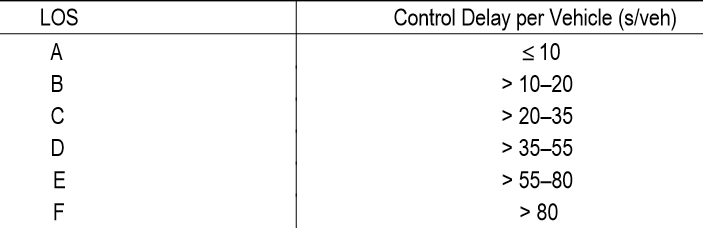 LOS Control Delay per Vehicle (s/veh)
A ≤ 10
B > 10–20
C > 20–35
D > 35–55
E > 55–80
F > 80